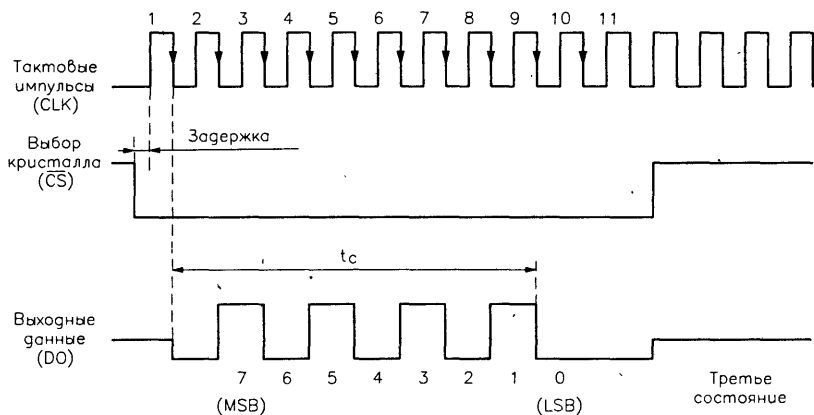 1 2 3 4 5 6 7 8 9 10 11
Тактовые
импульсы
(CLK)
Задержка
Выбор
кристалла
(C̅S̅)
tc
Выходные
данные
(DO)
7 6 5 4 3 2 1 0
(MSB) (LSB)
Третье
состояние